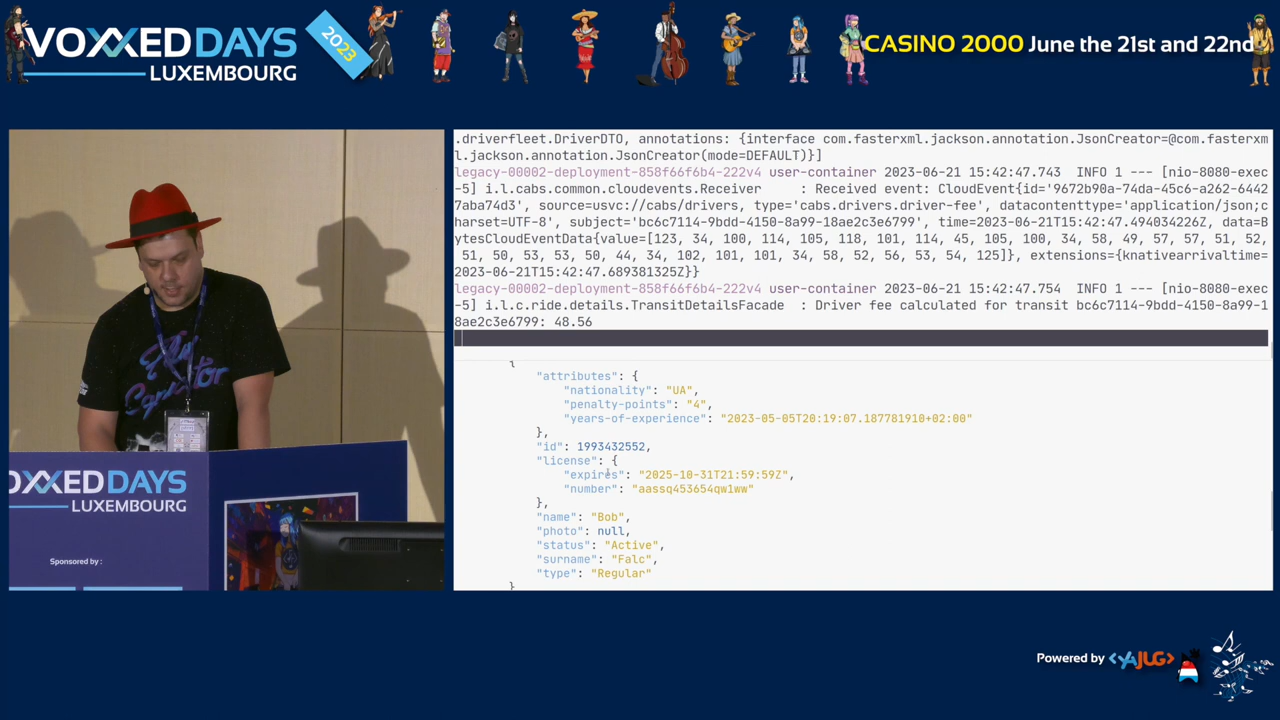 VOXXED DAYS
LUXEMBOURG
2023
CASINO 2000 June the 21st and 22nd
.driverfleet.DriverDTO, annotations: {interface com.fasterxml.jackson.annotation.JsonCreator=@com.fasterxm
l.jackson.annotation.JsonCreator(mode=DEFAULT)}]
legacy-00002-deployment-858f66f6b4-222v4 user-container 2023-06-21 15:42:47.743  INFO 1 --- [nio-8080-exec
-5] i.l.cabs.common.cloudevents.Receiver     : Received event: CloudEvent{id='9672b90a-74da-45c6-a262-6442
7aba74d3', source=usvc://cabs/drivers, type='cabs.drivers.driver-fee', datacontenttype='application/json;c
harset=UTF-8', subject='bc6c7114-9bdd-4150-8a99-18ae2c3e6799', time=2023-06-21T15:42:47.494034226Z, data=B
ytesCloudEventData{value=[123, 34, 100, 114, 105, 118, 101, 114, 45, 105, 100, 34, 58, 49, 57, 57, 51, 52,
51, 50, 53, 53, 50, 44, 34, 102, 101, 101, 34, 58, 52, 56, 53, 54, 125]}, extensions={knativearrivaltime=
2023-06-21T15:42:47.689381325Z}}
legacy-00002-deployment-858f66f6b4-222v4 user-container 2023-06-21 15:42:47.754  INFO 1 --- [nio-8080-exec
-5] i.l.c.ride.details.TransitDetailsFacade  : Driver fee calculated for transit bc6c7114-9bdd-4150-8a99-1
8ae2c3e6799: 48.56
{
"attributes": {
"nationality": "UA",
"penalty-points": "4",
"years-of-experience": "2023-05-05T20:19:07.187781910+02:00"
},
"id": 1993432552,
"license": {
"expires": "2025-10-31T21:59:59Z",
"number": "aassq453654qw1ww"
},
"name": "Bob",
"photo": null,
"status": "Active",
"surname": "Falc",
"type": "Regular"
}
OXXED DAYS
LUXEMBOURG
Sponsored by :
Powered by <YAJUG>